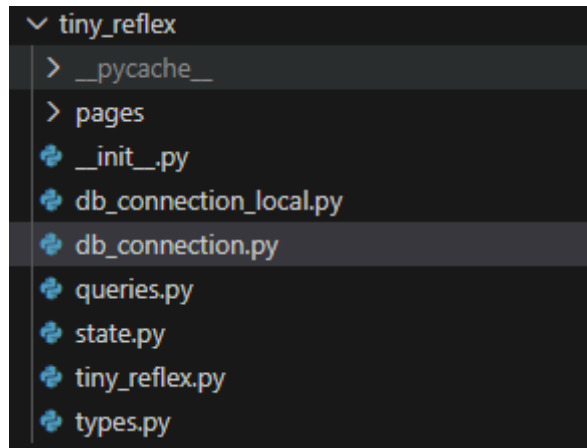 tiny_reflex
__pycache__
pages
__init__.py
db_connection_local.py
db_connection.py
queries.py
state.py
tiny_reflex.py
types.py